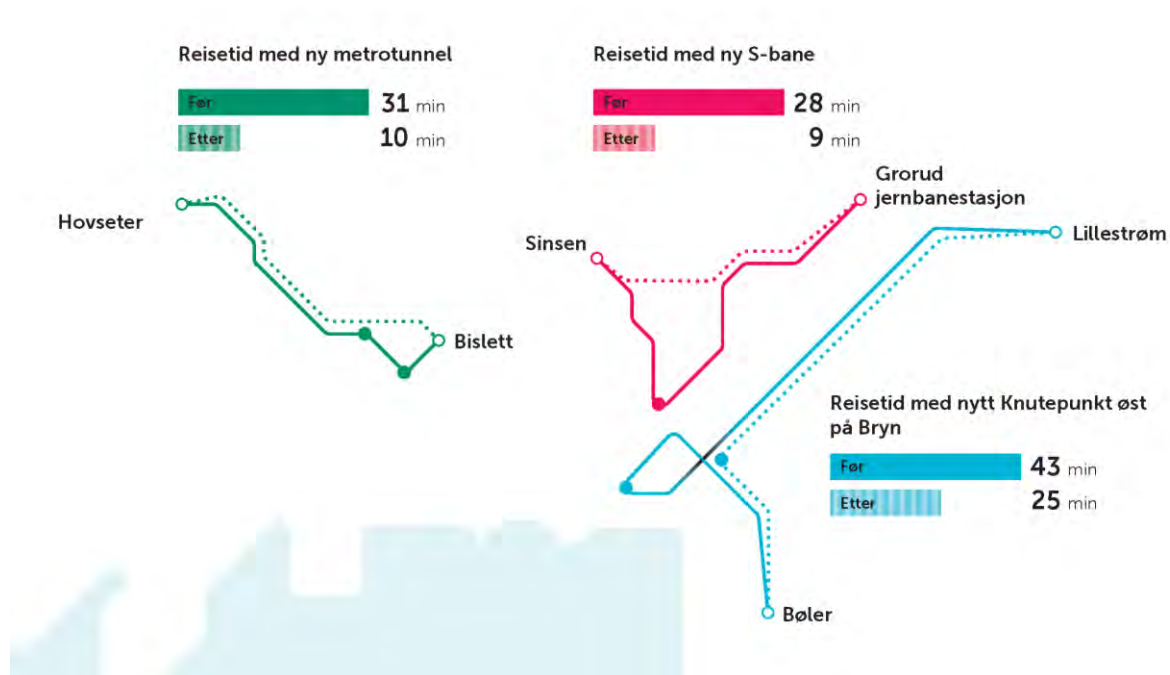 Reisetid med ny metrotunnel
Før 31 min
Etter 10 min
Hovseter
Bislett
Reisetid med ny S-bane
Før 28 min
Etter 9 min
Grorud
jernbanestasjon
Sinsen
Lillestrøm
Reisetid med nytt Knutepunkt øst
på Bryn
Før 43 min
Etter 25 min
Bøler